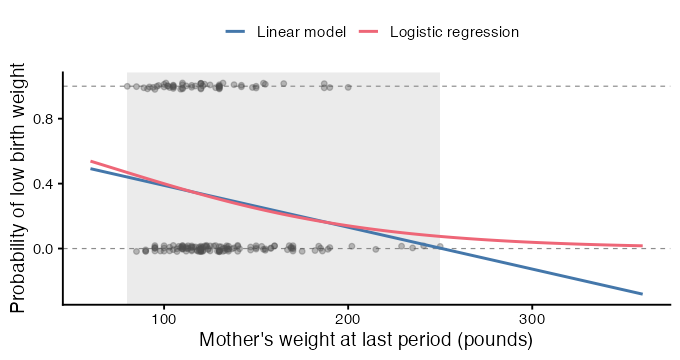 Linear model Logistic regression
Probability of low birth weight
0.8
0.4
0.0
100 200 300
Mother's weight at last period (pounds)